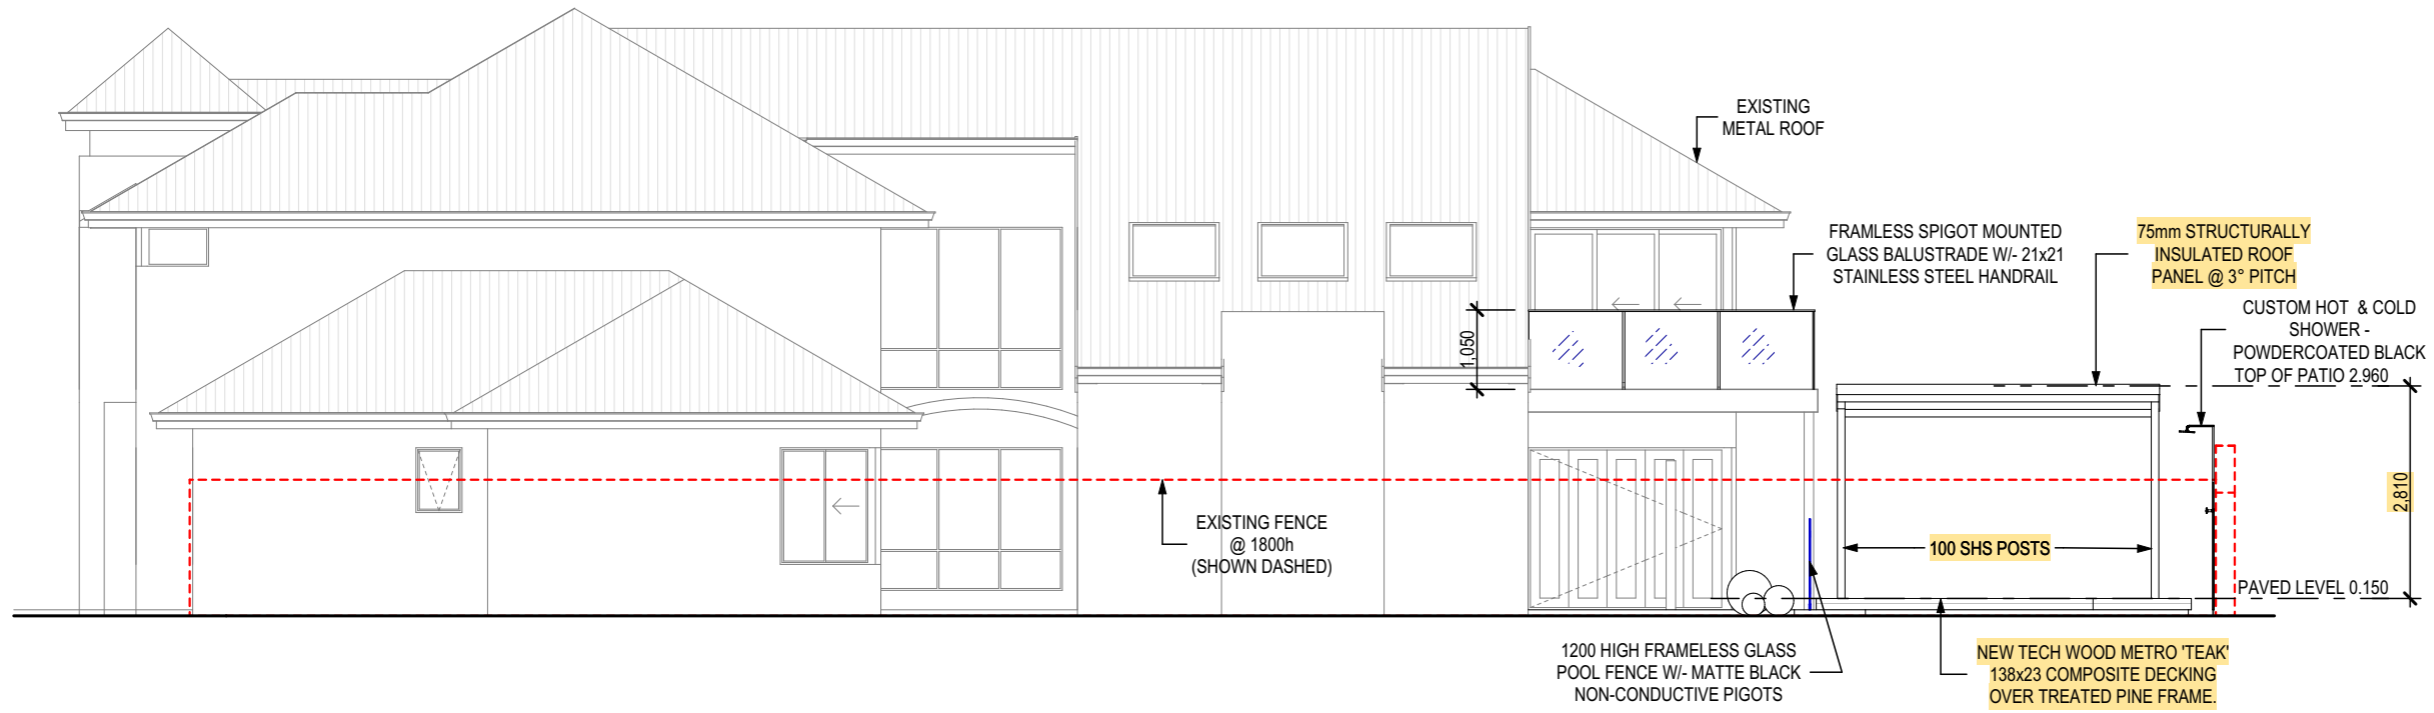 EXISTING
METAL ROOF
FRAMLESS SPIGOT MOUNTED
GLASS BALUSTRADE W/- 21x21
STAINLESS STEEL HANDRAIL
75mm STRUCTURALLY
INSULATED ROOF
PANEL @ 3° PITCH
CUSTOM HOT & COLD
SHOWER -
POWDERCOATED BLACK
TOP OF PATIO 2.960
1,050
2,810
EXISTING FENCE
@ 1800h
(SHOWN DASHED)
100 SHS POSTS
PAVED LEVEL 0.150
1200 HIGH FRAMELESS GLASS
POOL FENCE W/- MATTE BLACK
NON-CONDUCTIVE PIGOTS
NEW TECH WOOD METRO 'TEAK'
138x23 COMPOSITE DECKING
OVER TREATED PINE FRAME.